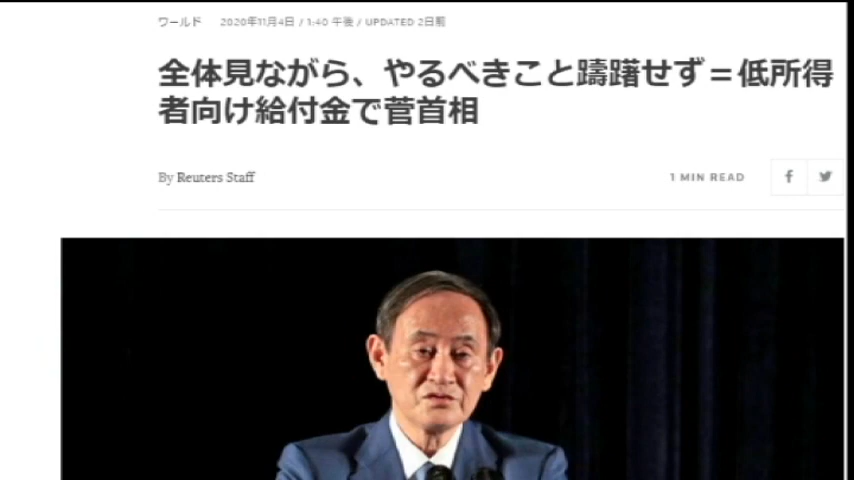 ワールド 2020年11月4日 / 1:40 午後 / UPDATED 2日前
全体見ながら、やるべきこと躊躇せず＝低所得
者向け給付金で菅首相
By Reuters Staff
1 MIN READ